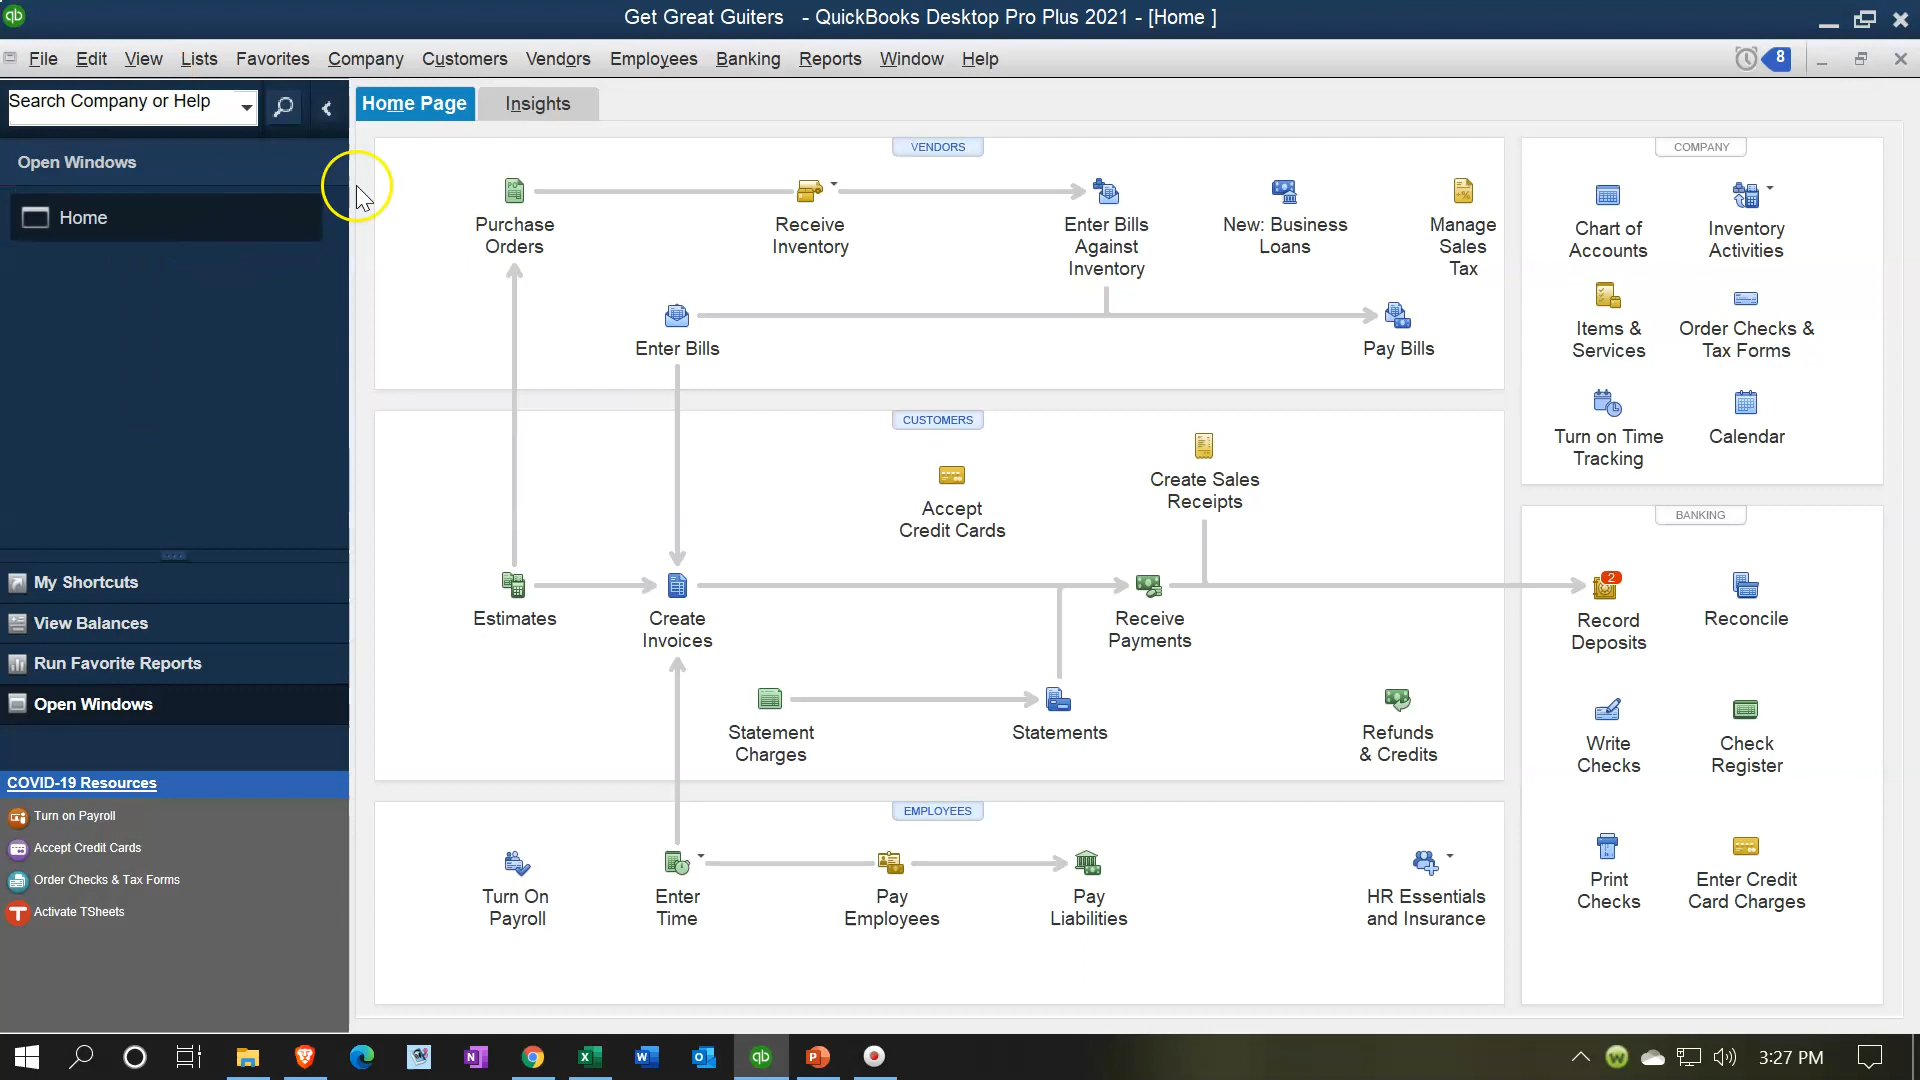 qb
Get Great Guiters - QuickBooks Desktop Pro Plus 2021 - [Home ]
File Edit View Lists Favorites Company Customers Vendors Employees Banking Reports Window Help
8
Search Company or Help
Home Page Insights
Open Windows
Home
My Shortcuts
View Balances
Run Favorite Reports
Open Windows
COVID-19 Resources
Turn on Payroll
Accept Credit Cards
Order Checks & Tax Forms
Activate TSheets
VENDORS
Purchase
Orders
Receive
Inventory
Enter Bills
Against
Inventory
New: Business
Loans
Manage
Sales
Tax
Enter Bills
Pay Bills
CUSTOMERS
Accept
Credit Cards
Create Sales
Receipts
Estimates
Create
Invoices
Receive
Payments
Statement
Charges
Statements
Refunds
& Credits
EMPLOYEES
Turn On
Payroll
Enter
Time
Pay
Employees
Pay
Liabilities
HR Essentials
and Insurance
COMPANY
Chart of
Accounts
Inventory
Activities
Items &
Services
Order Checks &
Tax Forms
Turn on Time
Tracking
Calendar
BANKING
2
Record
Deposits
Reconcile
Write
Checks
Check
Register
Print
Checks
Enter Credit
Card Charges
3:27 PM